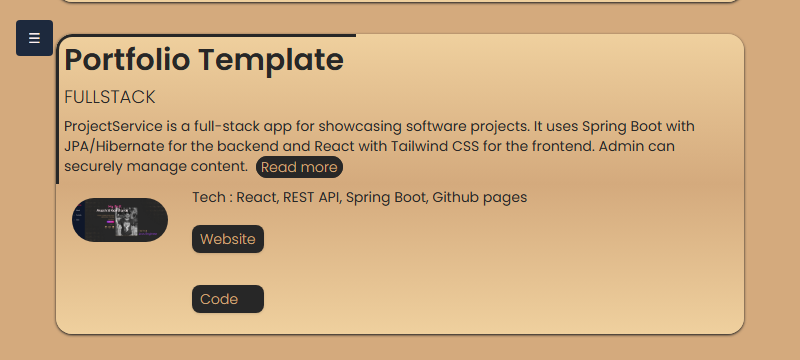 ☰
Portfolio Template
FULLSTACK
ProjectService is a full-stack app for showcasing software projects. It uses Spring Boot with
JPA/Hibernate for the backend and React with Tailwind CSS for the frontend. Admin can
securely manage content. Read more
Tech : React, REST API, Spring Boot, Github pages
Website
Code